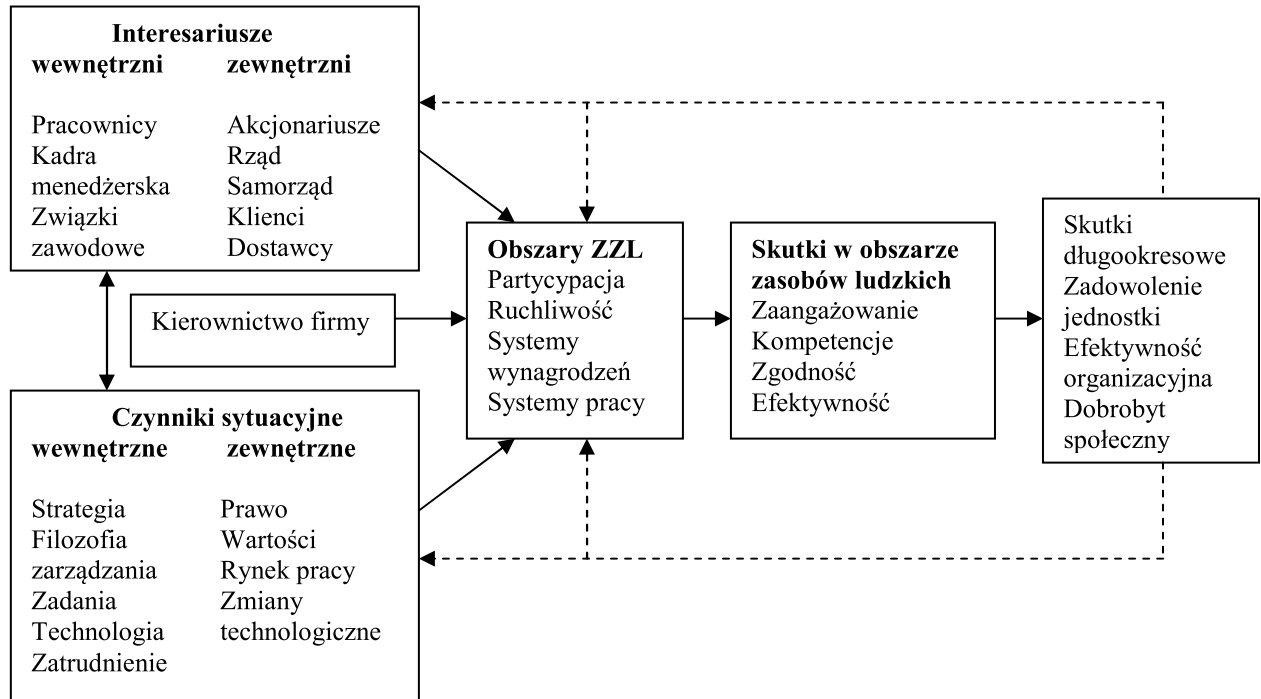 Interesariusze
wewnętrzni zewnętrzni
Pracownicy Akcjonariusze
Kadra Rząd
menedżerska Samorząd
Związki Klienci
zawodowe Dostawcy
Kierownictwo firmy
Czynniki sytuacyjne
wewnętrzne zewnętrzne
Strategia Prawo
Filozofia Wartości
zarządzania Rynek pracy
Zadania Zmiany
Technologia technologiczne
Zatrudnienie
Obszary ZZL
Partycypacja
Ruchliwość
Systemy
wynagrodzeń
Systemy pracy
Skutki w obszarze
zasobów ludzkich
Zaangażowanie
Kompetencje
Zgodność
Efektywność
Skutki
długookresowe
Zadowolenie
jednostki
Efektywność
organizacyjna
Dobrobyt
społeczny